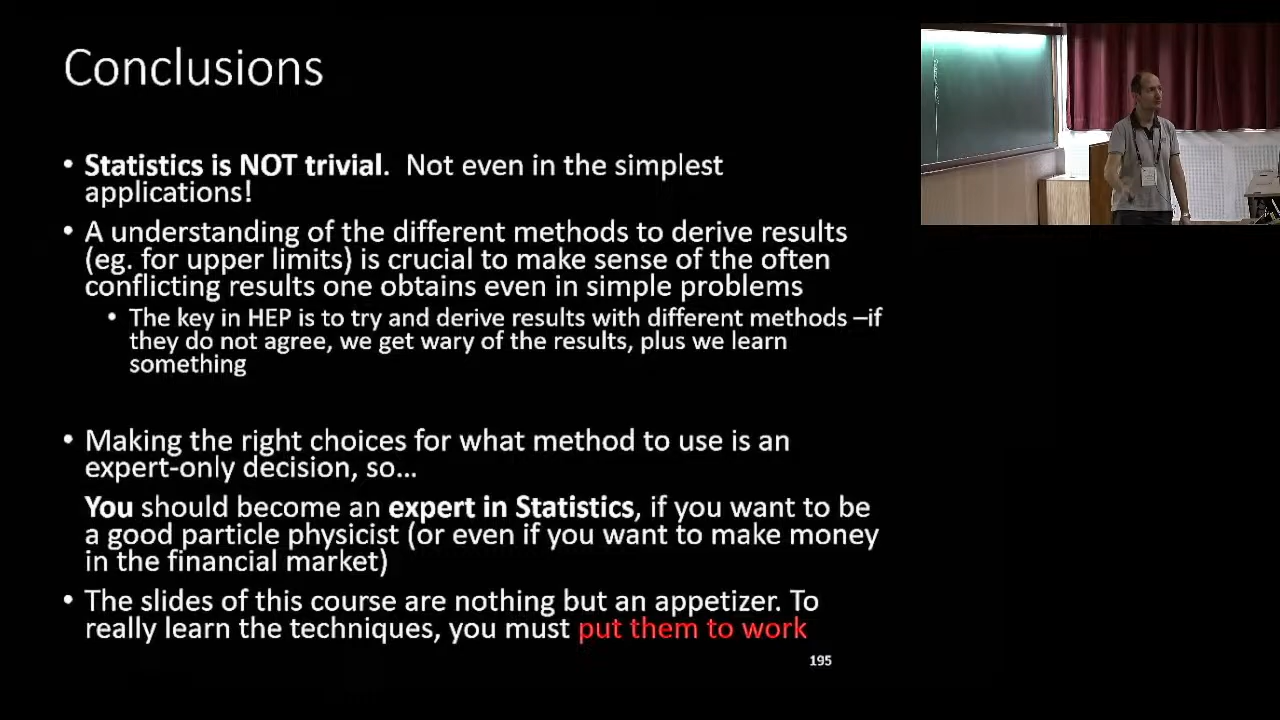 Conclusions
• Statistics is NOT trivial. Not even in the simplest
applications!
• A understanding of the different methods to derive results
(eg. for upper limits) is crucial to make sense of the often
conflicting results one obtains even in simple problems
• The key in HEP is to try and derive results with different methods –if
they do not agree, we get wary of the results, plus we learn
something
• Making the right choices for what method to use is an
expert-only decision, so…
You should become an expert in Statistics, if you want to be
a good particle physicist (or even if you want to make money
in the financial market)
• The slides of this course are nothing but an appetizer. To
really learn the techniques, you must put them to work
195